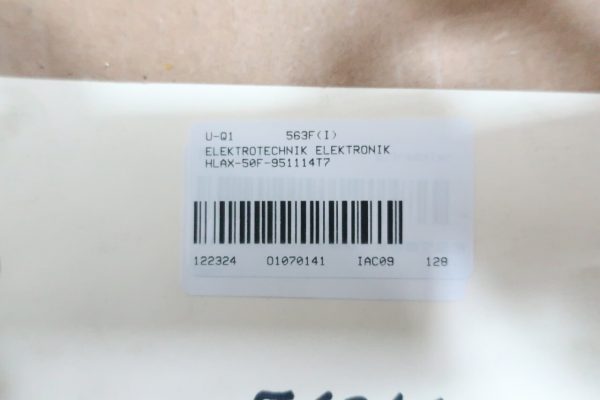 U-Q1 563F(I)
ELEKTROTECHNIK ELEKTRONIK
HLAX-50F-951114T7
122324 01070141 IAC09 128